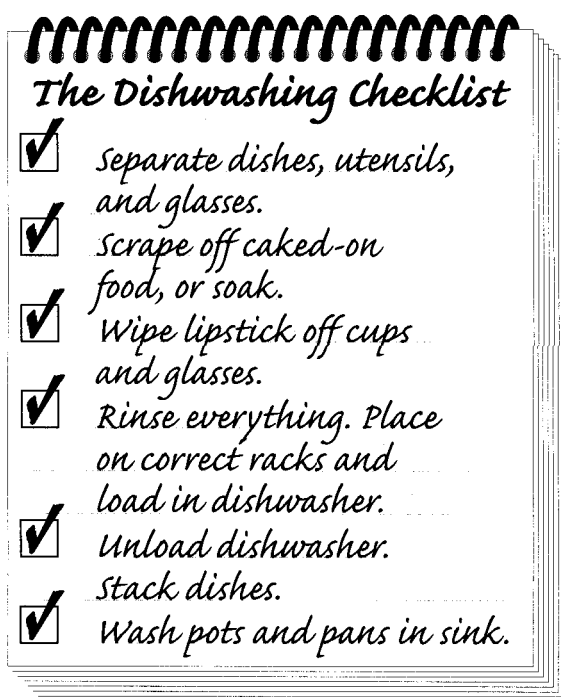 The Dishwashing Checklist
Separate dishes, utensils,
and glasses.
Scrape off caked-on
food, or soak.
Wipe lipstick off cups
and glasses.
Rinse everything. Place
on correct racks and
load in dishwasher.
Unload dishwasher.
Stack dishes.
Wash pots and pans in sink.